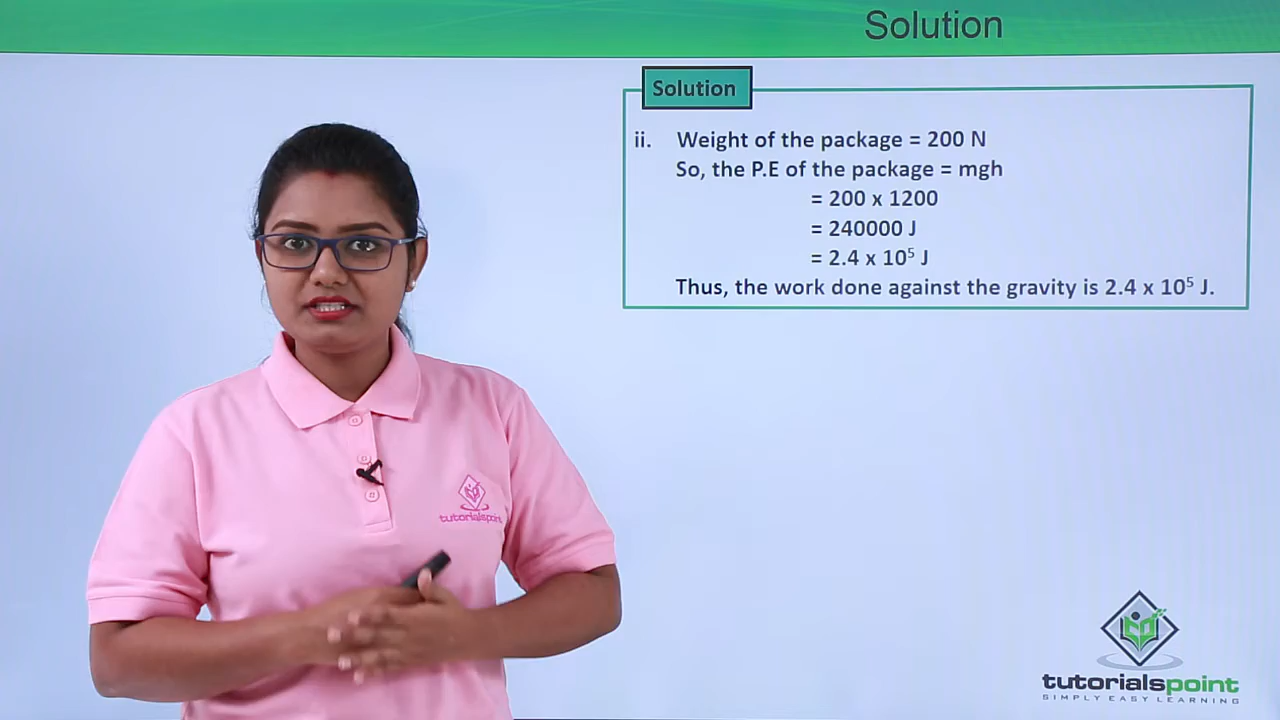 Solution
Solution
ii. Weight of the package = 200 N
So, the P.E of the package = mgh
= 200 x 1200
= 240000 J
= 2.4 x 10⁵ J
Thus, the work done against the gravity is 2.4 x 10⁵ J.
tutorialspoint
tutorialspoint
SIMPLY EASY LEARNING